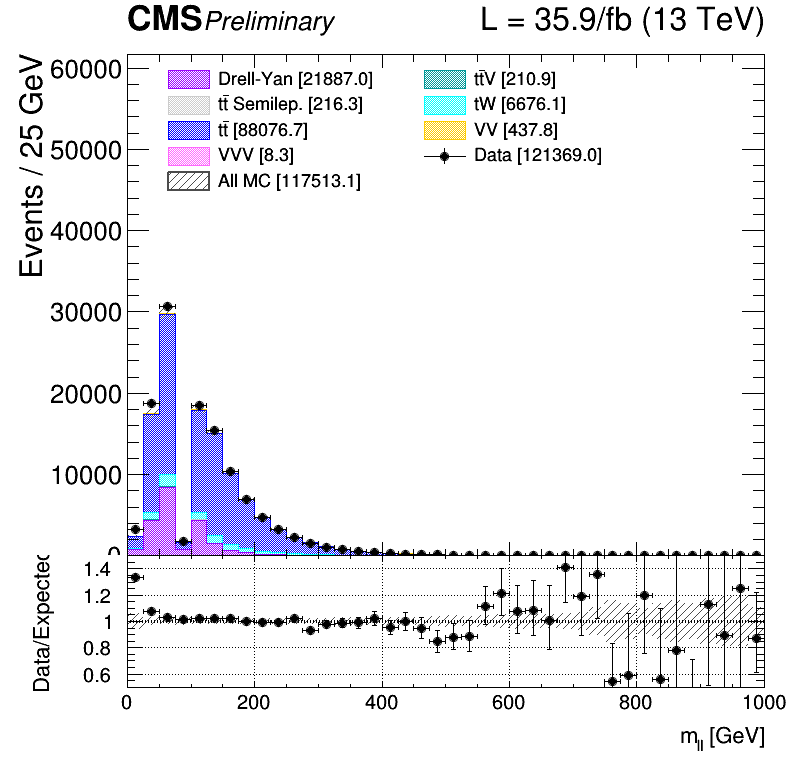 CMS Preliminary L = 35.9/fb (13 TeV)
Events / 25 GeV
60000
50000
40000
30000
20000
10000
0
Drell-Yan [21887.0]
tt̄ Semilep. [216.3]
tt̄ [88076.7]
VVV [8.3]
All MC [117513.1]
tt̄V [210.9]
tW [6676.1]
VV [437.8]
Data [121369.0]
Data/Expected
1.4
1.2
1
0.8
0.6
0 200 400 600 800 1000
m_ll [GeV]